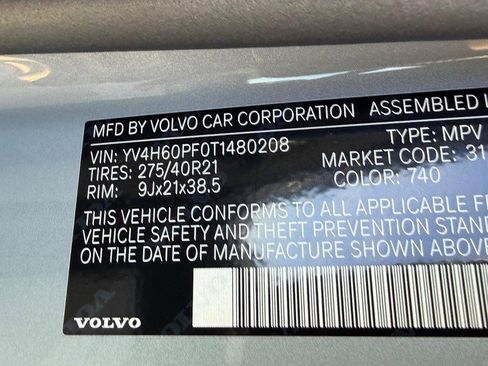 MFD BY VOLVO CAR CORPORATION ASSEMBLED
VIN: YV4H60PF0T1480208 TYPE: MPV
TIRES: 275/40R21 MARKET CODE: 31
RIM: 9Jx21x38.5 COLOR: 740
THIS VEHICLE CONFORMS TO ALL APPLICABLE FE
VEHICLE SAFETY AND THEFT PREVENTION STAND
ON THE DATE OF MANUFACTURE SHOWN ABOVE
VOLVO